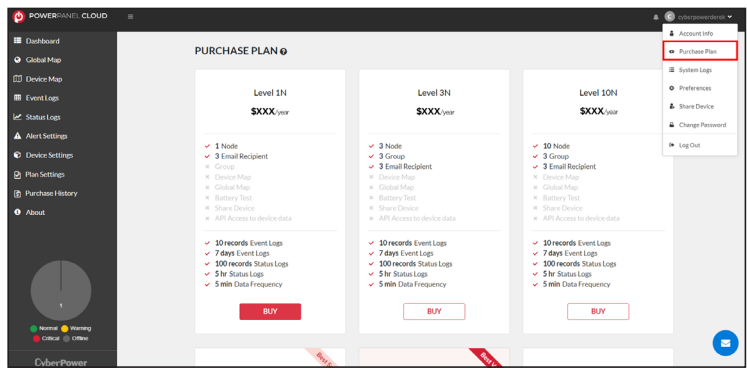 POWERPANEL CLOUD
cyberpowerdersk
Dashboard
Global Map
Device Map
Event Logs
Status Logs
Alert Settings
Device Settings
Plan Settings
Purchase History
About
1
Normal Warning
Critical Offline
CyberPower
Account Info
Purchase Plan
System Logs
Preferences
Share Device
Change Password
Log Out
PURCHASE PLAN
Level 1N
$XXX/year
1 Node
3 Email Recipient
Group
Device Map
Global Map
Battery Test
Share Device
API Access to device data
10 records Event Logs
7 days Event Logs
100 records Status Logs
5 hr Status Logs
5 min Data Frequency
BUY
Level 3N
$XXX/year
3 Node
3 Group
3 Email Recipient
Device Map
Global Map
Battery Test
Share Device
API Access to device data
10 records Event Logs
7 days Event Logs
100 records Status Logs
5 hr Status Logs
5 min Data Frequency
BUY
Level 10N
$XXX/year
10 Node
3 Group
3 Email Recipient
Device Map
Global Map
Battery Test
Share Device
API Access to device data
10 records Event Logs
7 days Event Logs
100 records Status Logs
5 hr Status Logs
5 min Data Frequency
BUY
Best
Best